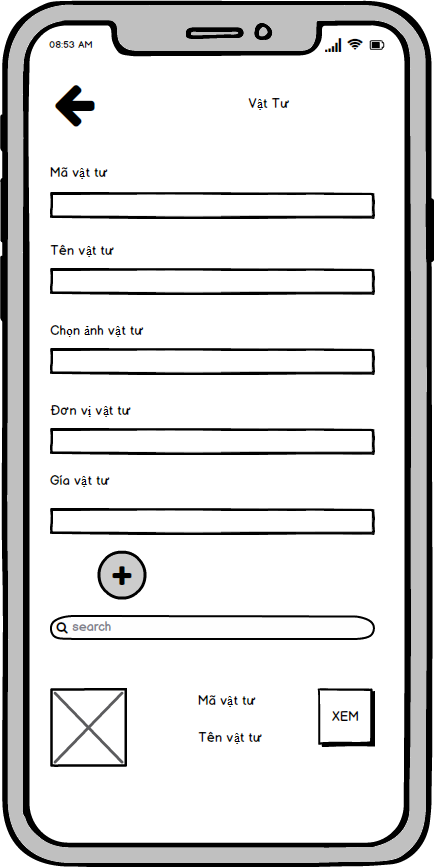 08:53 AM
Vật Tư
Mã vật tư
Tên vật tư
Chọn ảnh vật tư
Đơn vị vật tư
Gía vật tư
search
Mã vật tư
XEM
Tên vật tư